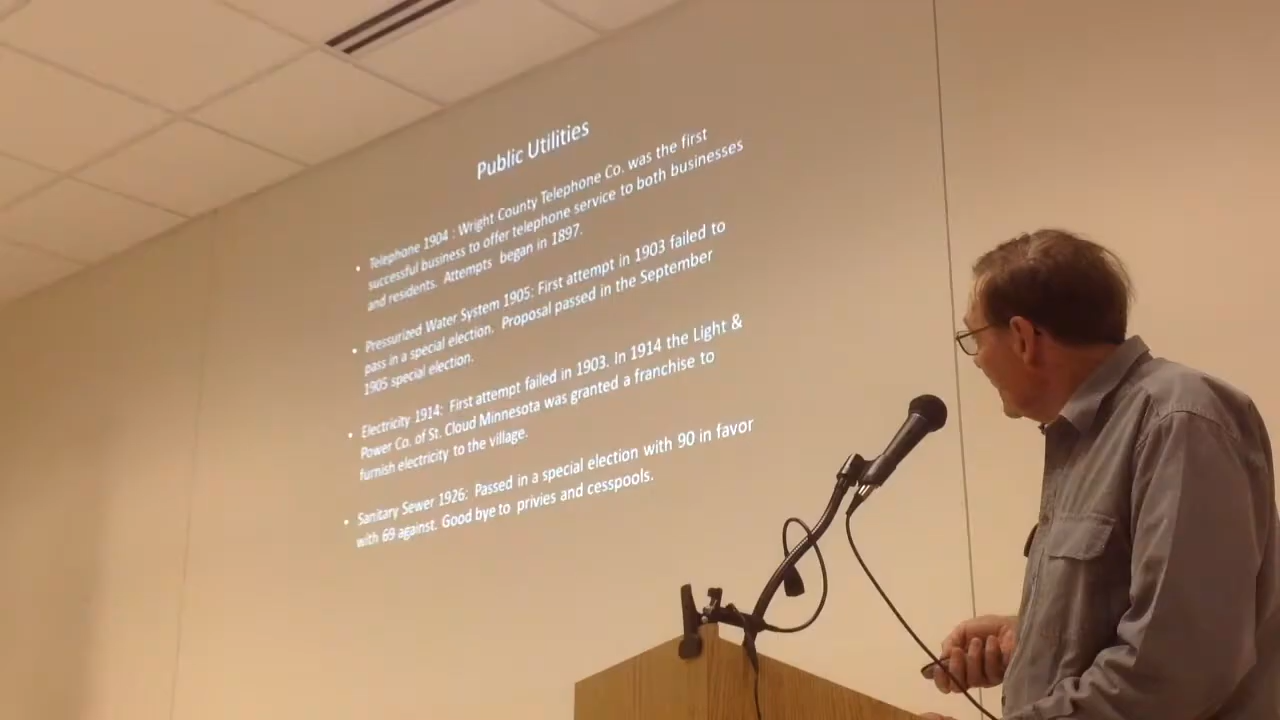 Public Utilities
• Telephone 1904 : Wright County Telephone Co. was the first
successful business to offer telephone service to both businesses
and residents. Attempts began in 1897.
• Pressurized Water System 1905: First attempt in 1903 failed to
pass in a special election. Proposal passed in the September
1905 special election.
• Electricity 1914: First attempt failed in 1903. In 1914 the Light &
Power Co. of St. Cloud Minnesota was granted a franchise to
furnish electricity to the village.
• Sanitary Sewer 1926: Passed in a special election with 90 in favor
with 69 against. Good bye to privies and cesspools.